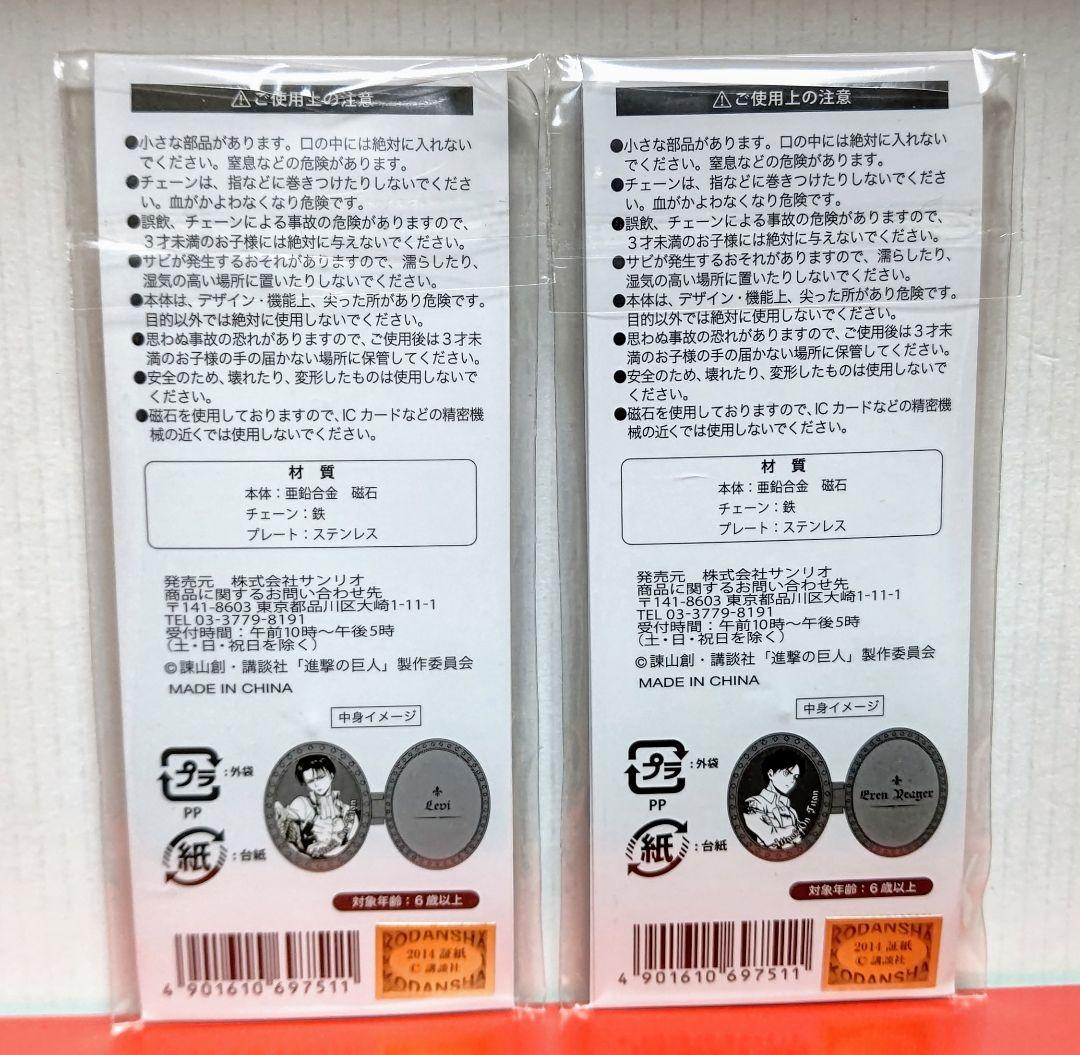 ⚠ご使用上の注意
●小さな部品があります。口の中には絶対に入れない
でください。窒息などの危険があります。
●チェーンは、指などに巻きつけたりしないでくださ
い。血がかよわなくなり危険です。
●誤飲、チェーンによる事故の危険がありますので、
3才未満のお子様には絶対に与えないでください。
●サビが発生するおそれがありますので、濡らしたり、
湿気の高い場所に置いたりしないでください。
●本体は、デザイン・機能上、尖った所があり危険です。
目的以外では絶対に使用しないでください。
●思わぬ事故の恐れがありますので、ご使用後は3才未
満のお子様の手の届かない場所に保管してください。
●安全のため、壊れたり、変形したものは使用しないで
ください。
●磁石を使用しておりますので、ICカードなどの精密機
械の近くでは使用しないでください。
材 質
本体：亜鉛合金 磁石
チェーン：鉄
プレート：ステンレス
発売元 株式会社サンリオ
商品に関するお問い合わせ先
〒141-8603 東京都品川区大崎1-11-1
TEL 03-3779-8191
受付時間：午前10時～午後5時
（土・日・祝日を除く）
©諫山創・講談社「進撃の巨人」製作委員会
MADE IN CHINA
中身イメージ
プラ
：外袋
PP
Levi
紙
：台紙
対象年齢：6歳以上
4 901610 697511
KODANSHA
2014 証紙
©講談社
KODANSHA
⚠ご使用上の注意
●小さな部品があります。口の中には絶対に入れない
でください。窒息などの危険があります。
●チェーンは、指などに巻きつけたりしないでくださ
い。血がかよわなくなり危険です。
●誤飲、チェーンによる事故の危険がありますので、
3才未満のお子様には絶対に与えないでください。
●サビが発生するおそれがありますので、濡らしたり、
湿気の高い場所に置いたりしないでください。
●本体は、デザイン・機能上、尖った所があり危険です。
目的以外では絶対に使用しないでください。
●思わぬ事故の恐れがありますので、ご使用後は3才未
満のお子様の手の届かない場所に保管してください。
●安全のため、壊れたり、変形したものは使用しないで
ください。
●磁石を使用しておりますので、ICカードなどの精密機
械の近くでは使用しないでください。
材 質
本体：亜鉛合金 磁石
チェーン：鉄
プレート：ステンレス
発売元 株式会社サンリオ
商品に関するお問い合わせ先
〒141-8603 東京都品川区大崎1-11-1
TEL 03-3779-8191
受付時間：午前10時～午後5時
（土・日・祝日を除く）
©諫山創・講談社「進撃の巨人」製作委員会
MADE IN CHINA
中身イメージ
プラ
：外袋
PP
Eren Yeager
紙
：台紙
対象年齢：6歳以上
4 901610 697511
KODANSHA
2014 証紙
©講談社
KODANSHA